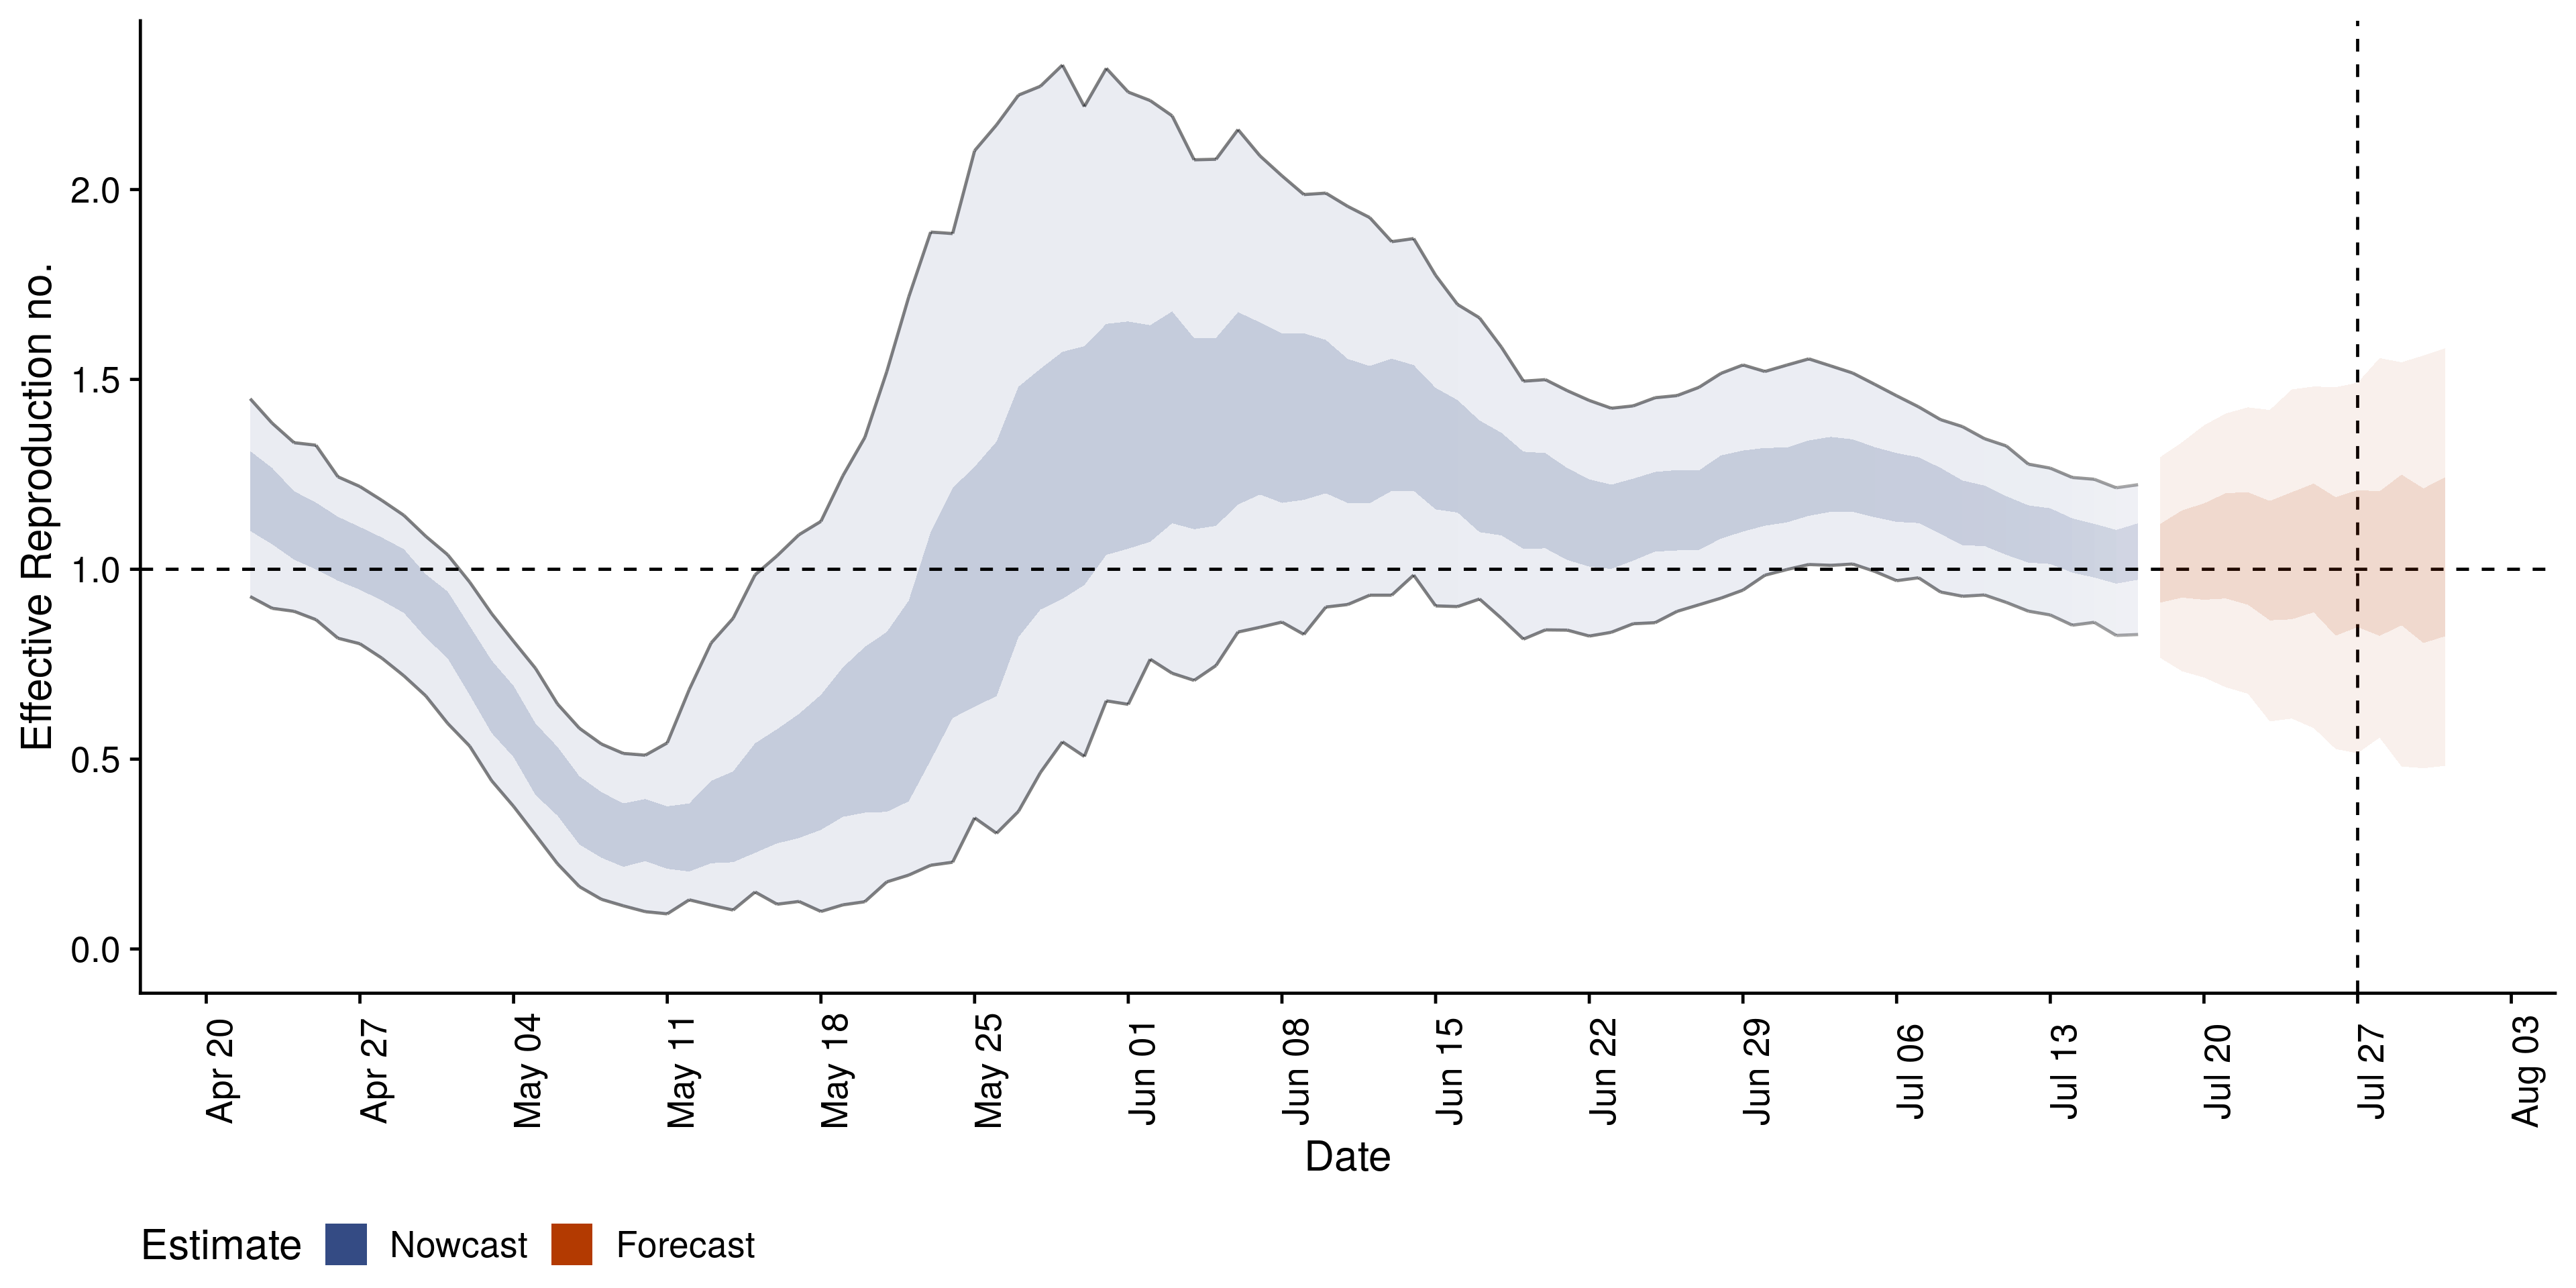 Effective Reproduction no.
2.0
1.5
1.0
0.5
0.0
Apr 20
Apr 27
May 04
May 11
May 18
May 25
Jun 01
Jun 08
Jun 15
Jun 22
Jun 29
Jul 06
Jul 13
Jul 20
Jul 27
Aug 03
Date
Estimate Nowcast Forecast